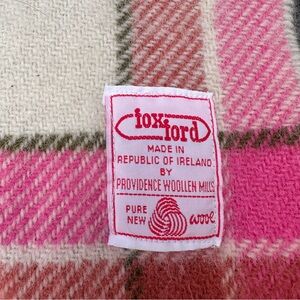 foxford
MADE IN
REPUBLIC OF IRELAND
BY
PROVIDENCE WOOLLEN MILLS
PURE
NEW wool